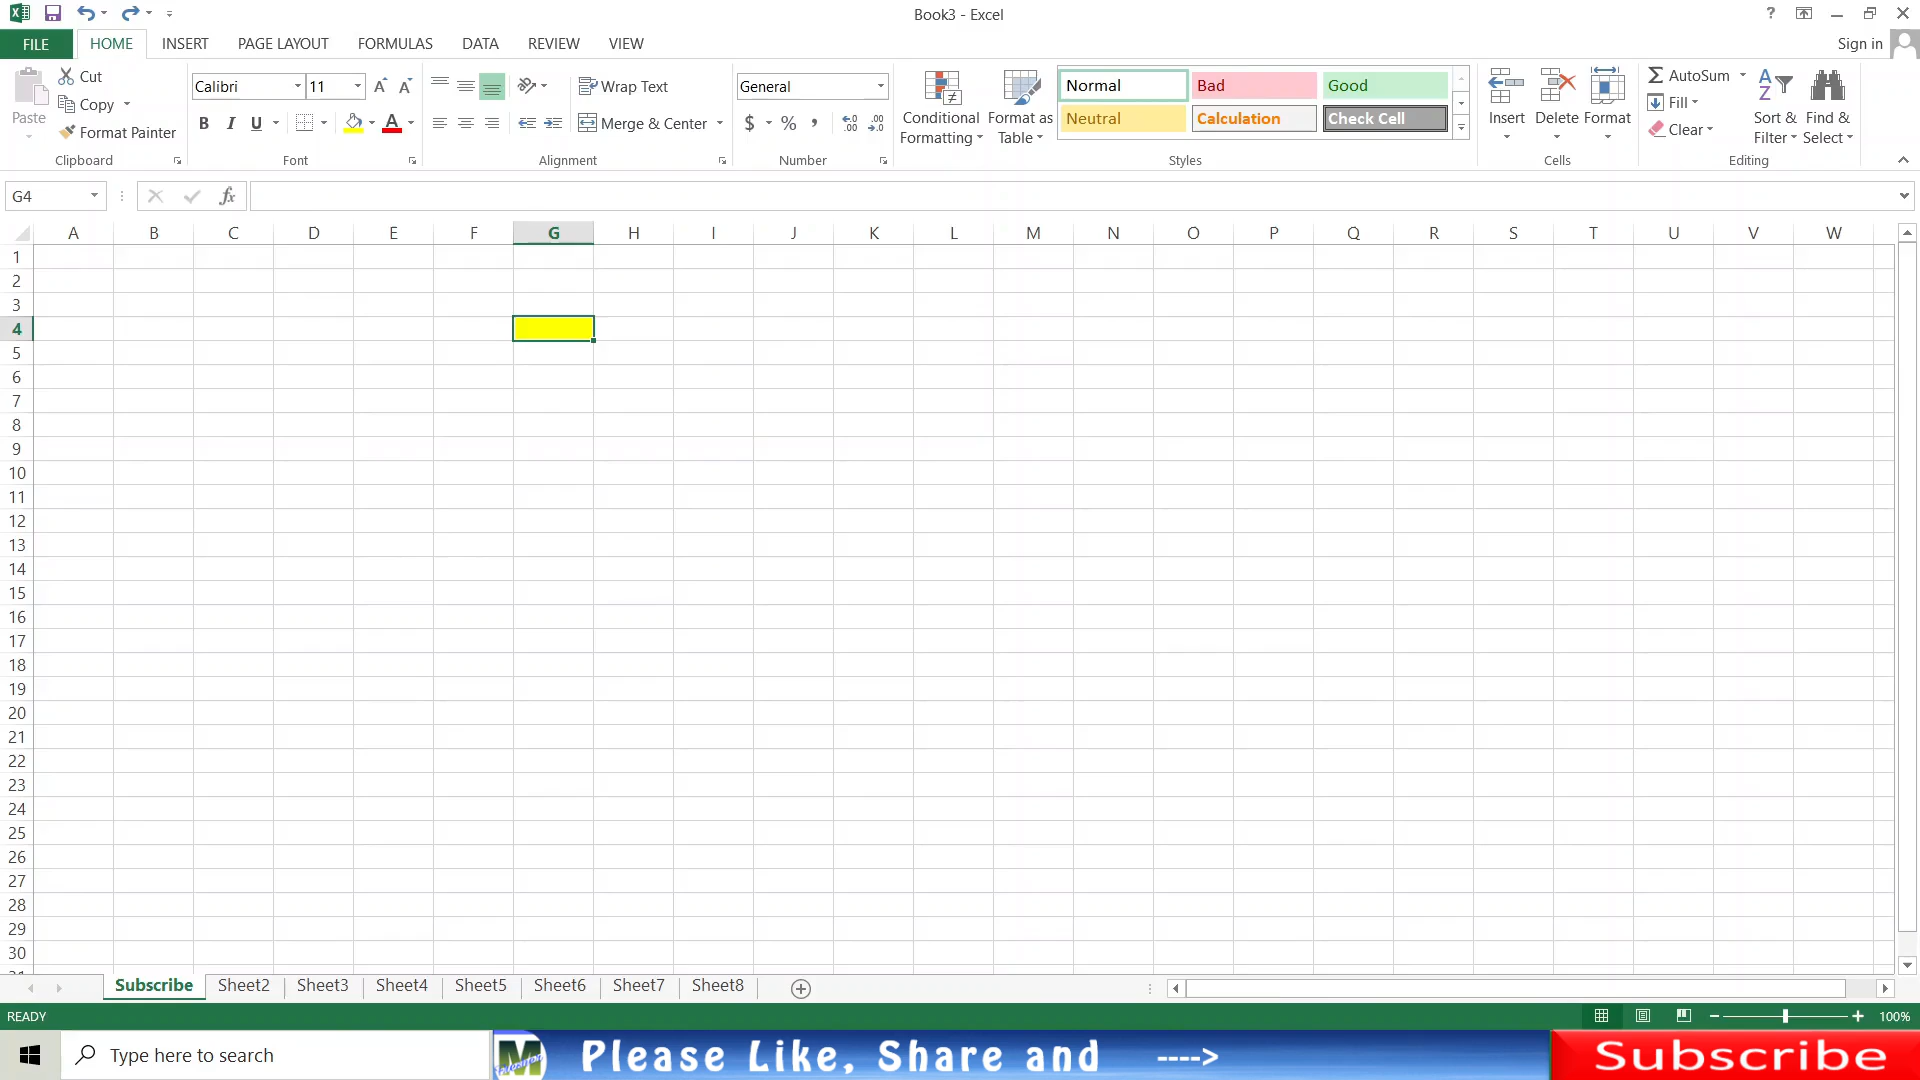 Book3 - Excel
?
FILE
HOME
INSERT
PAGE LAYOUT
FORMULAS
DATA
REVIEW
VIEW
Sign in
Paste
Cut
Copy
Format Painter
Clipboard
Calibri
11
B I U
Font
Wrap Text
Merge & Center
Alignment
General
$ % ,
Number
Conditional
Formatting
Format as
Table
Normal
Bad
Good
Neutral
Calculation
Check Cell
Styles
Insert
Delete
Format
Cells
AutoSum
Fill
Clear
Sort &
Filter
Find &
Select
Editing
G4
fx
A B C D E F G H I J K L M N O P Q R S T U V W
1
2
3
4
5
6
7
8
9
10
11
12
13
14
15
16
17
18
19
20
21
22
23
24
25
26
27
28
29
30
Subscribe Sheet2 Sheet3 Sheet4 Sheet5 Sheet6 Sheet7 Sheet8
READY
100%
Type here to search
Please Like, Share and ---->
Subscribe